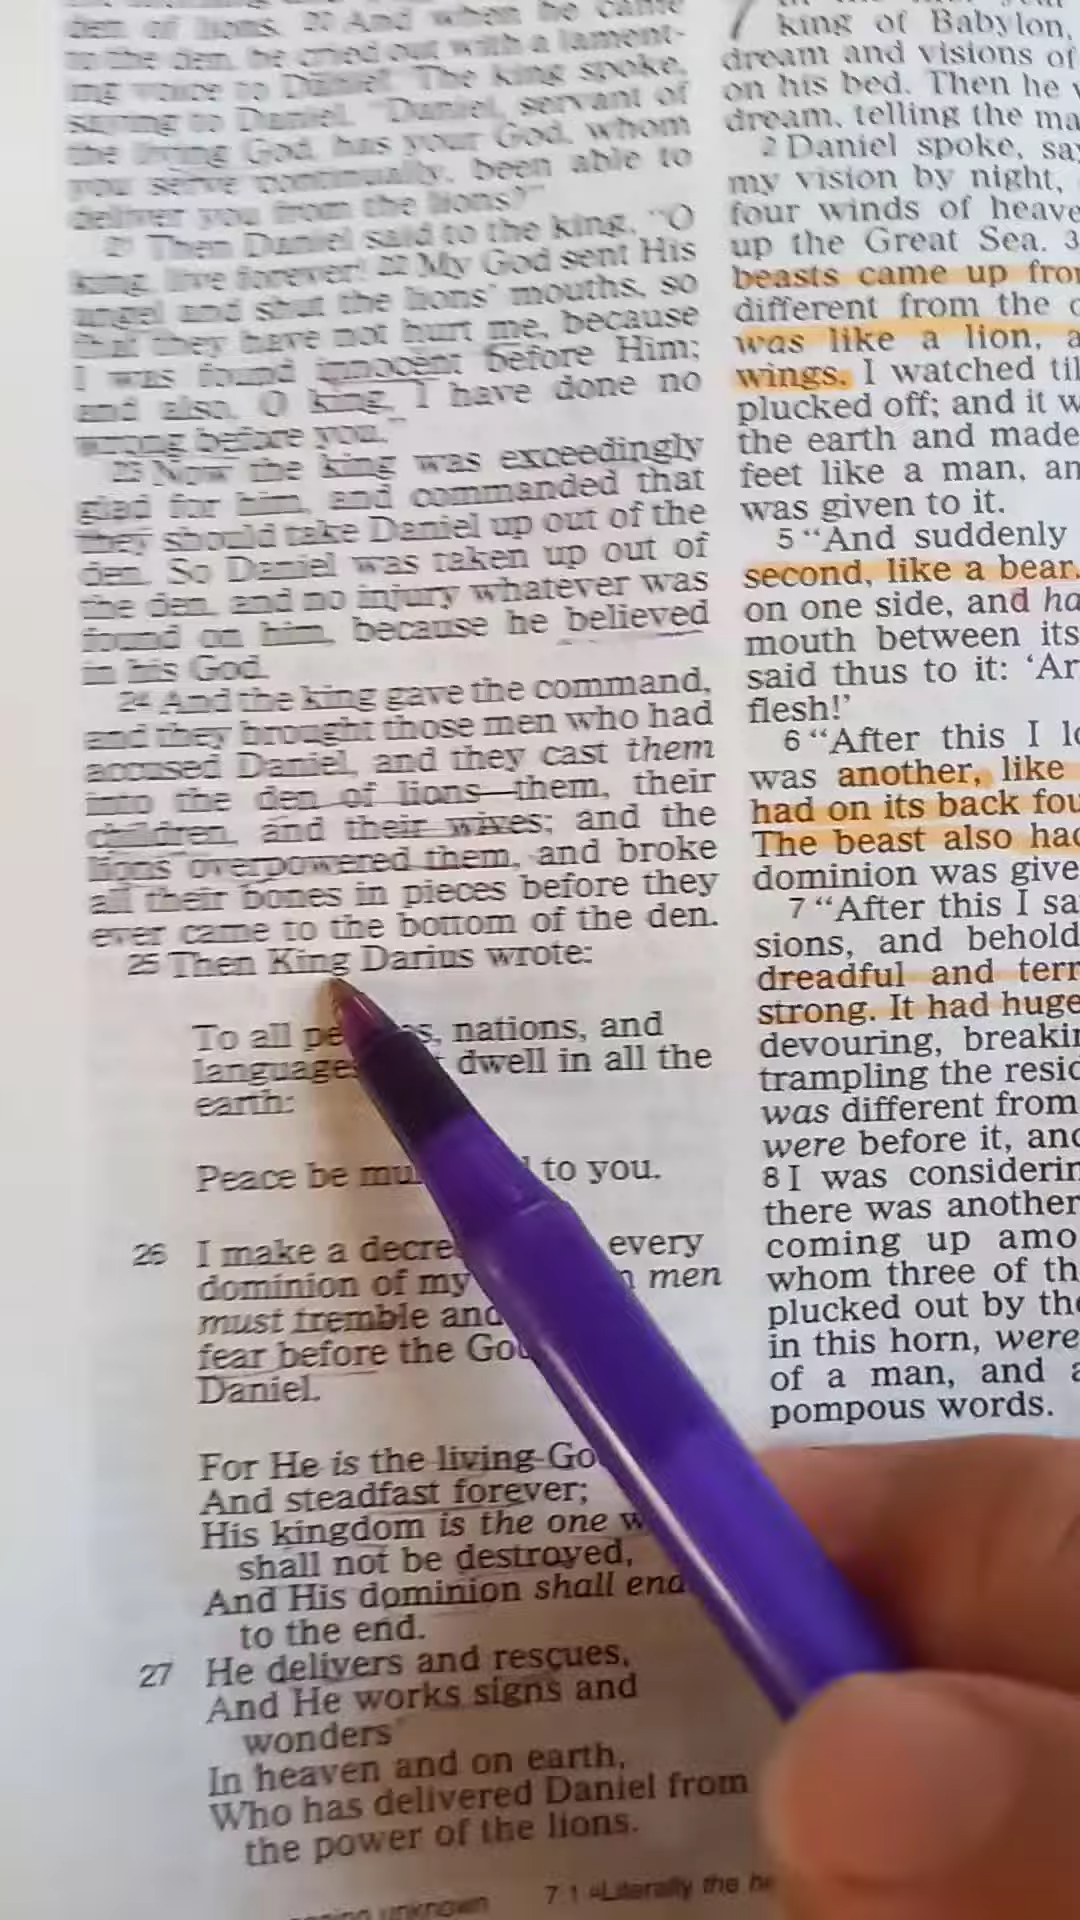 den of lions. 20 And when he came
to the den, he cried out with a lament-
ing voice to Daniel. The king spoke,
saying to Daniel, "Daniel, servant of
the living God, has your God, whom
you serve continually, been able to
deliver you from the lions?"
21 Then Daniel said to the king, "O
king, live forever! 22 My God sent His
angel and shut the lions' mouths, so
that they have not hurt me, because
I was found innocent before Him;
and also, O king, I have done no
wrong before you."
23 Now the king was exceedingly
glad for him, and commanded that
they should take Daniel up out of the
den. So Daniel was taken up out of
the den, and no injury whatever was
found on him, because he believed
in his God.
24 And the king gave the command,
and they brought those men who had
accused Daniel, and they cast them
into the den of lions—them, their
children, and their wives; and the
lions overpowered them, and broke
all their bones in pieces before they
ever came to the bottom of the den.
25 Then King Darius wrote:
To all pe s, nations, and
language dwell in all the
earth:
Peace be mu to you.
26 I make a decre every
dominion of my men
must tremble and
fear before the Go
Daniel.
For He is the living Go
And steadfast forever;
His kingdom is the one w
shall not be destroyed,
And His dominion shall end
to the end.
27 He delivers and rescues,
And He works signs and
wonders
In heaven and on earth,
Who has delivered Daniel from
the power of the lions.
unknown
7
king of Babylon,
dream and visions of
on his bed. Then he
dream, telling the ma
2 Daniel spoke, say
my vision by night,
four winds of heave
up the Great Sea. 3
beasts came up from
different from the o
was like a lion, a
wings. I watched til
plucked off; and it w
the earth and made
feet like a man, an
was given to it.
5 "And suddenly
second, like a bear.
on one side, and ha
mouth between its
said thus to it: 'Ar
flesh!'
6 "After this I lo
was another, like
had on its back fou
The beast also had
dominion was give
7 "After this I sa
sions, and behold
dreadful and terr
strong. It had huge
devouring, breakin
trampling the resid
was different from
were before it, and
8 I was considerin
there was another
coming up amo
whom three of th
plucked out by the
in this horn, were
of a man, and a
pompous words.
7:1 aLiterally the he